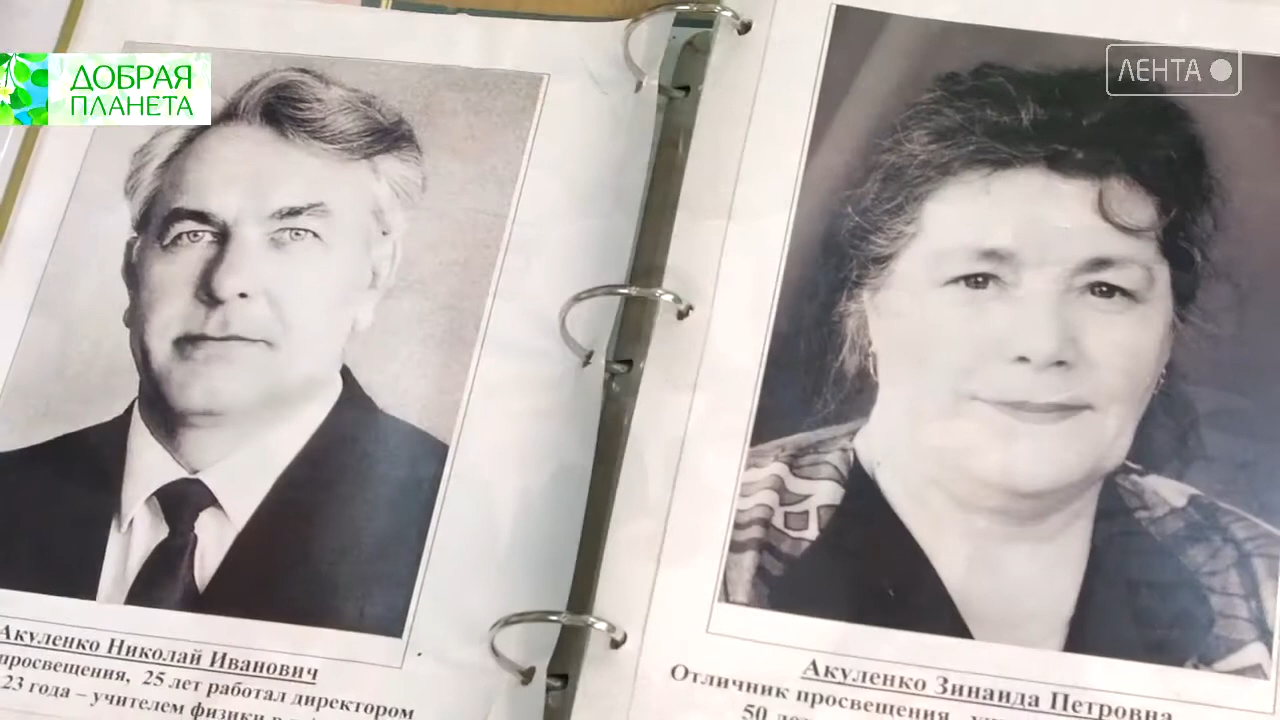 ДОБРАЯ
ПЛАНЕТА
ЛЕНТА
Акуленко Николай Иванович
просвещения, 25 лет работал директором
23 года – учителем физики в
Акуленко Зинаида Петровна
Отличник просвещения,
50 лет